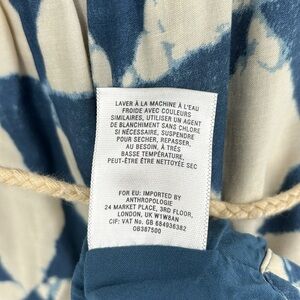 LAVER À LA MACHINE À L'EAU
FROIDE AVEC COULEURS
SIMILAIRES, UTILISER UN AGENT
DE BLANCHIMENT SANS CHLORE
SI NÉCESSAIRE, SUSPENDRE
POUR SECHER, REPASSER,
AU BESOIN, À TRÈS
BASSE TEMPÉRATURE,
PEUT-ÊTRE ÊTRE NETTOYÉE SEC
FOR EU: IMPORTED BY
ANTHROPOLOGIE
24 MARKET PLACE, 3RD FLOOR,
LONDON, UK W1W8AN
CIF: VAT No. GB 684936382
GB387500